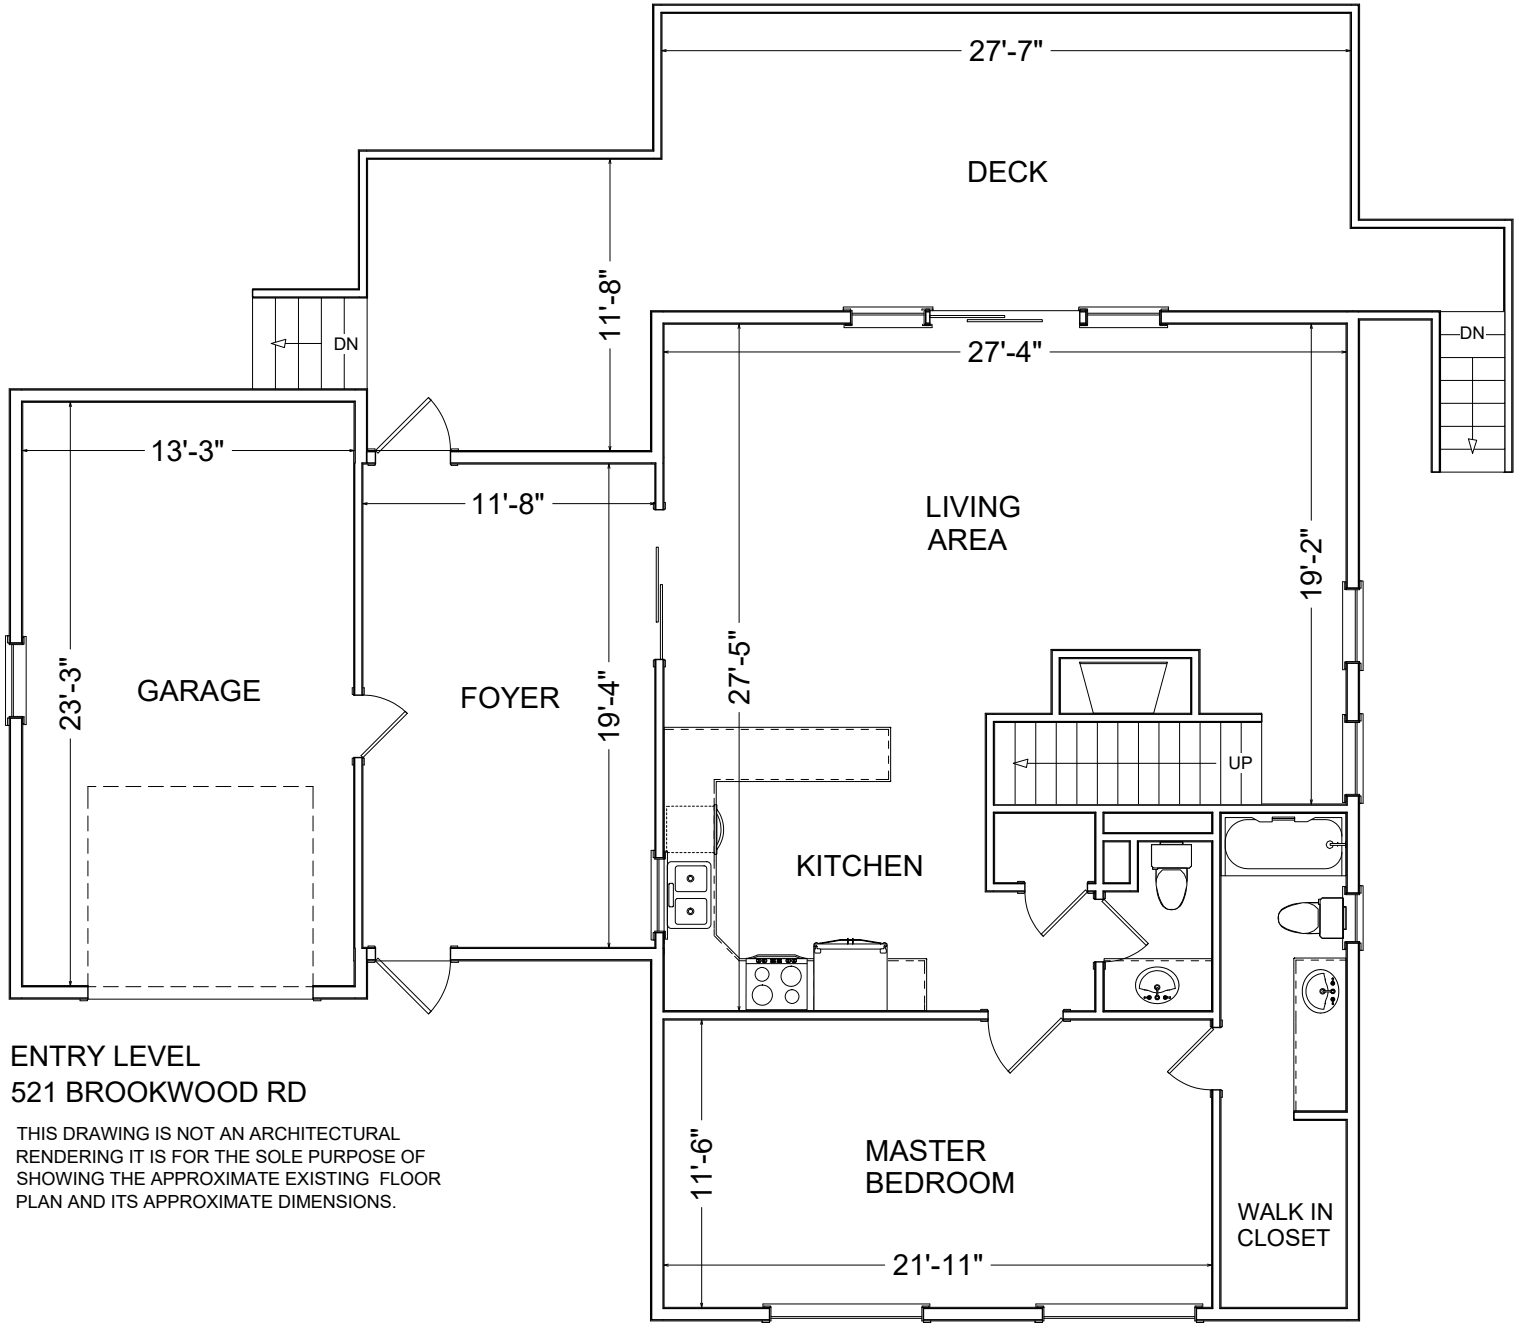 27'-7"
DECK
11'-8"
DN
27'-4"
DN
13'-3"
11'-8"
LIVING
AREA
19'-2"
27'-5"
23'-3"
GARAGE
FOYER
19'-4"
UP
KITCHEN
ENTRY LEVEL
521 BROOKWOOD RD
THIS DRAWING IS NOT AN ARCHITECTURAL
RENDERING IT IS FOR THE SOLE PURPOSE OF
SHOWING THE APPROXIMATE EXISTING FLOOR
PLAN AND ITS APPROXIMATE DIMENSIONS.
11'-6"
MASTER
BEDROOM
WALK IN
CLOSET
21'-11"